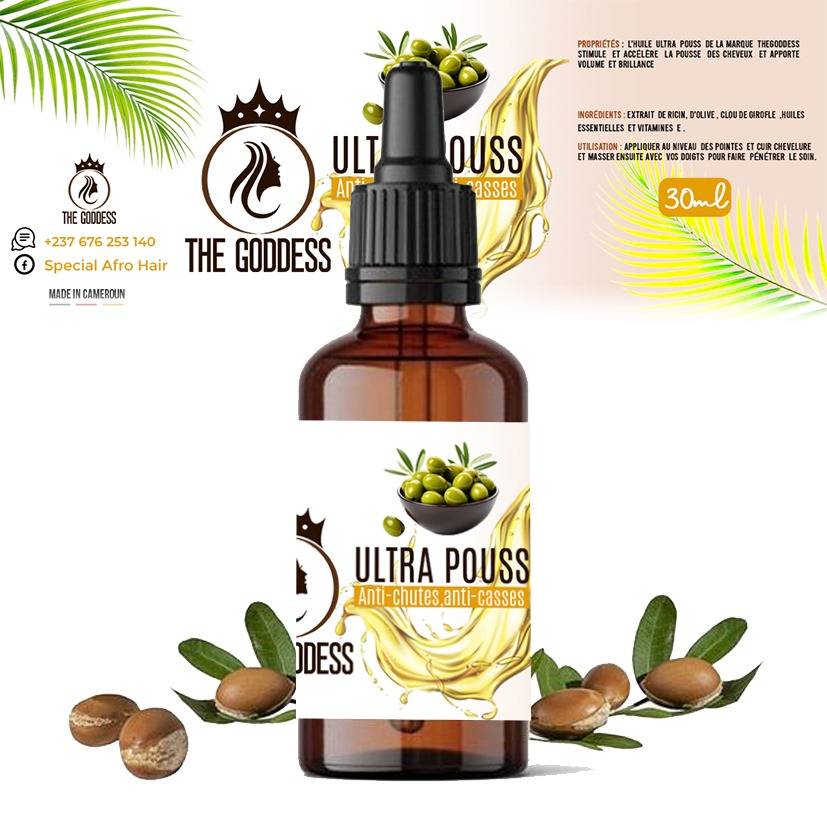 THE GODDESS
+237 676 253 140
Special Afro Hair
MADE IN CAMEROUN
THE GODDESS
PROPRIÉTÉS : L'HUILE ULTRA POUSS DE LA MARQUE THEGODDESS
STIMULE ET ACCÉLÈRE LA POUSSE DES CHEVEUX ET APPORTE
VOLUME ET BRILLANCE
INGRÉDIENTS : EXTRAIT DE RICIN, D'OLIVE , CLOU DE GIROFLE ,HUILES
ESSENTIELLES ET VITAMINES E .
UTILISATION : APPLIQUER AU NIVEAU DES POINTES ET CUIR CHEVELURE
ET MASSER ENSUITE AVEC VOS DOIGTS POUR FAIRE PÉNÉTRER LE SOIN.
30ml
ULTRA POUSS
Anti-chutes,anti-casses